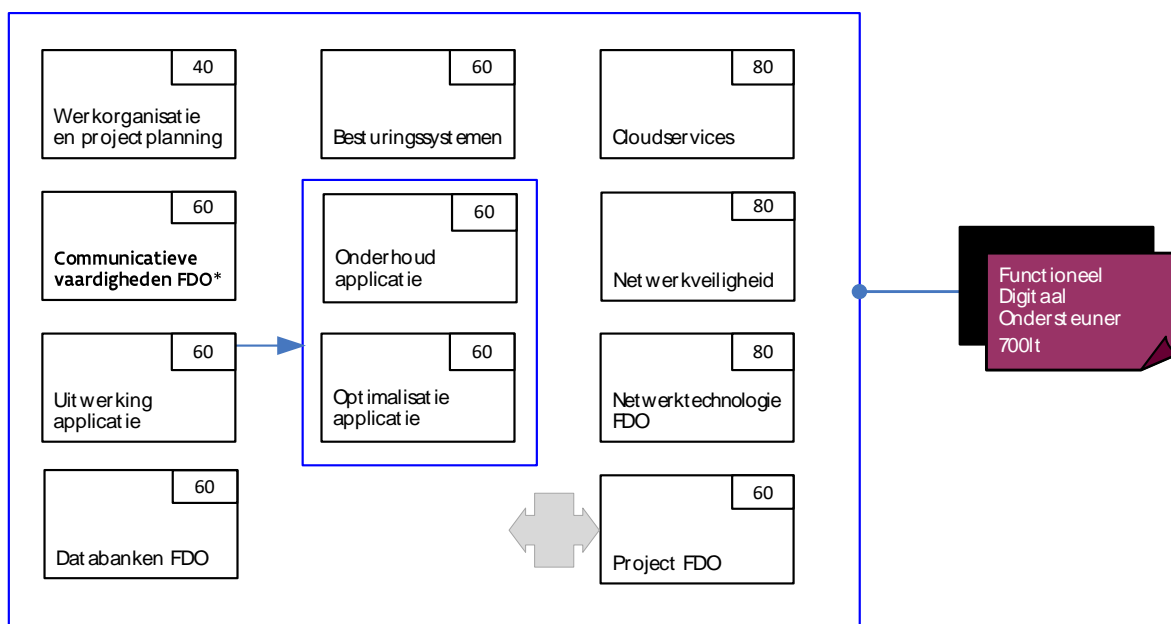 40
Werkorganisatie
en projectplanning
60
Besturingssystemen
80
Cloudservices
60
Communicatieve
vaardigheden FDO*
60
Onderhoud
applicatie
80
Netwerkveiligheid
60
Uitwerking
applicatie
60
Optimalisatie
applicatie
80
Netwerktechnologie
FDO
60
Databanken FDO
60
Project FDO
Functioneel
Digitaal
Ondersteuner
700lt